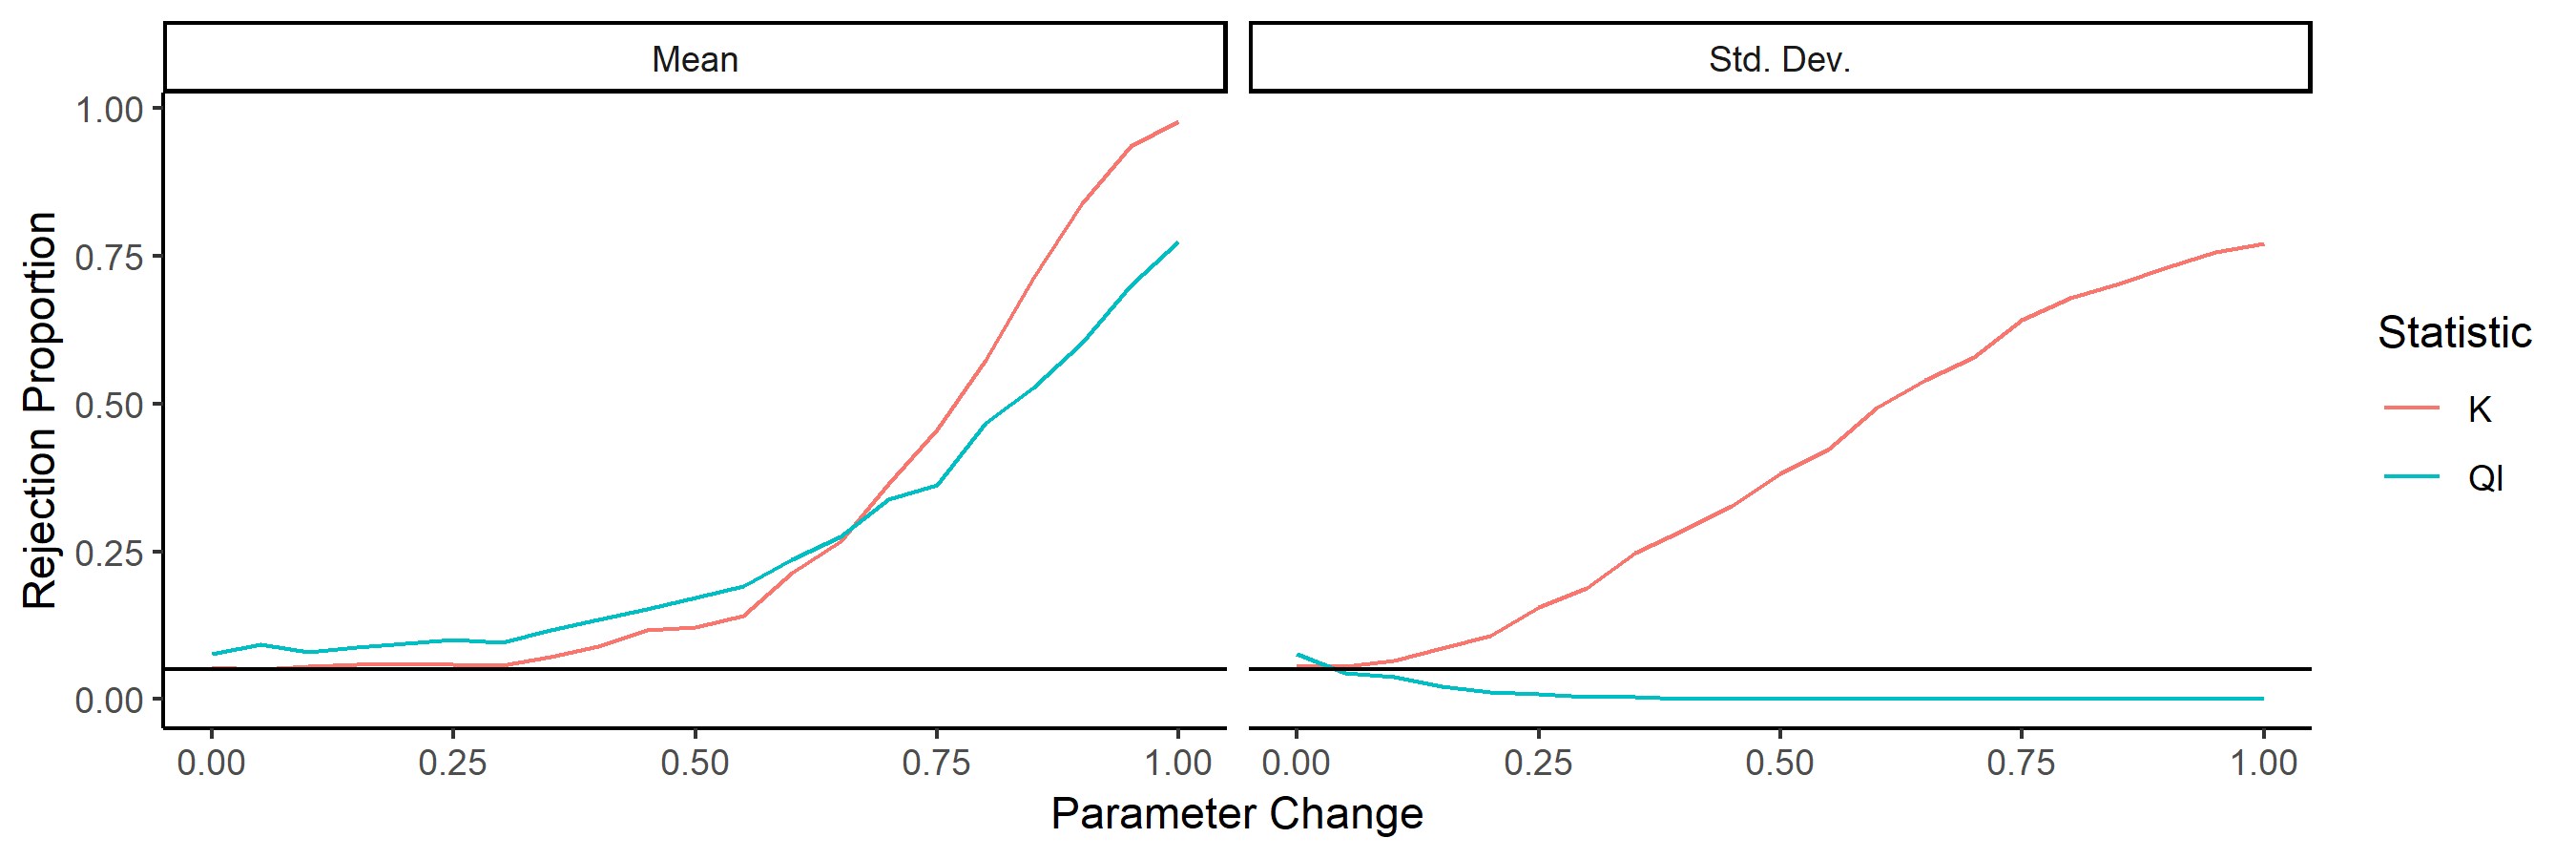 Mean
Std. Dev.
Rejection Proportion
1.00
0.75
0.50
0.25
0.00
0.00 0.25 0.50 0.75 1.00
0.00 0.25 0.50 0.75 1.00
Parameter Change
Statistic
K
QI